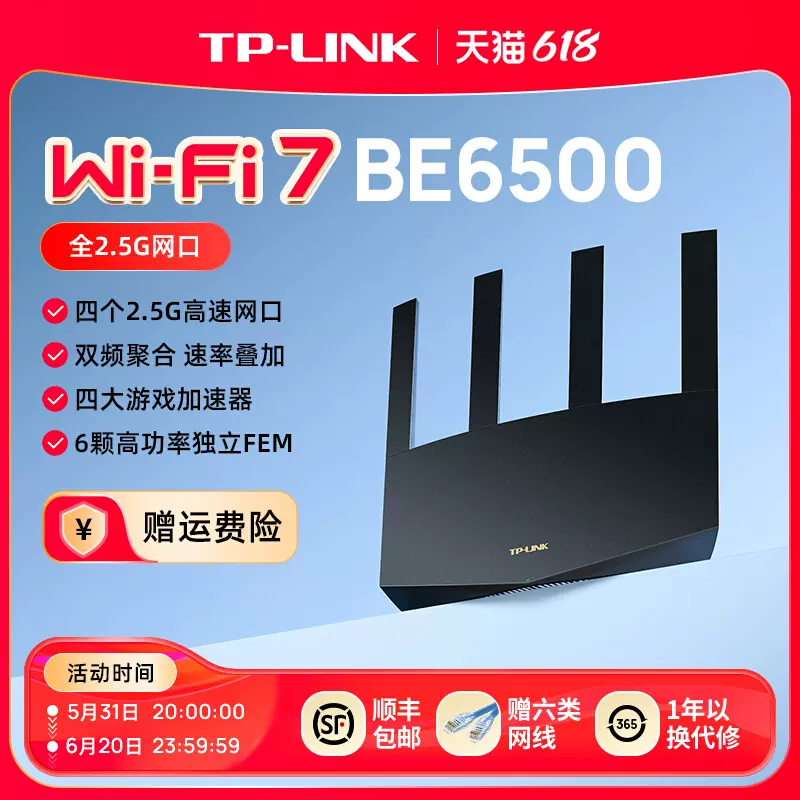 TP-LINK 天猫618
Wi-Fi 7 BE6500
全2.5G网口
四个2.5G高速网口
双频聚合 速率叠加
四大游戏加速器
6颗高功率独立FEM
¥ 赠运费险
TP-LINK
活动时间
5月31日 20:00:00
6月20日 23:59:59
SF
顺丰
包邮
赠六类
网线
365
1年以
换代修